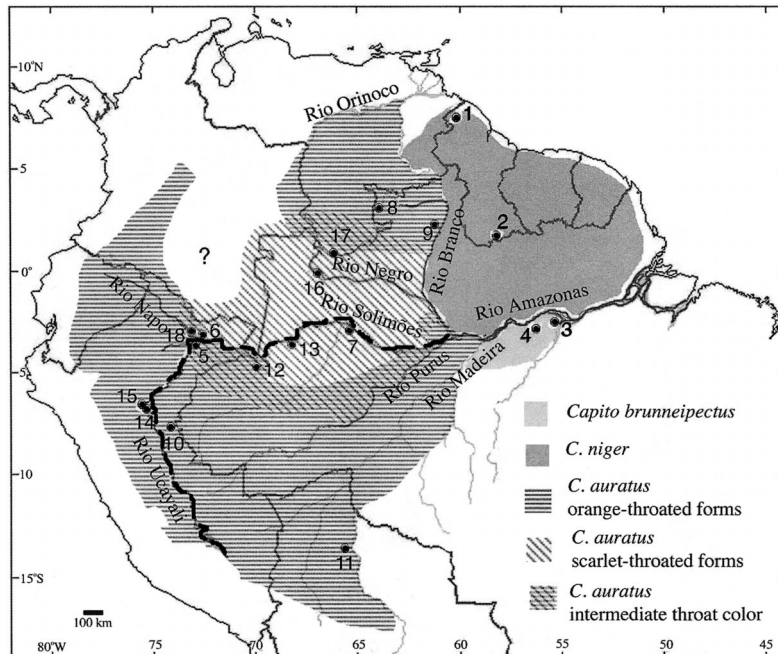 10°N
5
0°
5
10
15°S
80°W
75
70
65
60
55
50
45
Rio Orinoco
1
8
9
2
17
Rio Branco
?
Rio Negro
16
Rio Napo
Rio Solimões
Rio Amazonas
18
6
5
13
7
12
4
3
Rio Purus
Rio Madeira
15
14
10
Rio Ucayali
11
Capito brunneipectus
C. niger
C. auratus
orange-throated forms
C. auratus
scarlet-throated forms
C. auratus
intermediate throat color
100 km